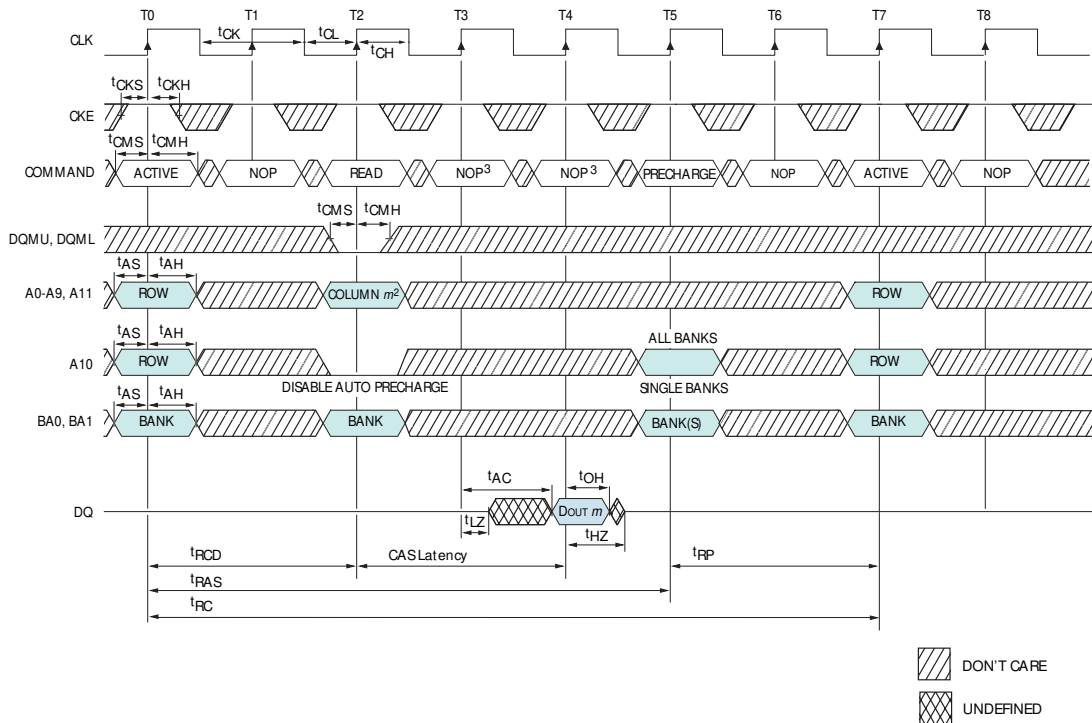 T0 T1 T2 T3 T4 T5 T6 T7 T8
CLK
tCK tCL tCH
tCKS tCKH
CKE
tCMS tCMH
COMMAND ACTIVE NOP READ NOP3 NOP3 PRECHARGE NOP ACTIVE NOP
tCMS tCMH
DQMU, DQML
tAS tAH
A0-A9, A11 ROW COLUMN m2 ROW
tAS tAH ALL BANKS
A10 ROW ROW
DISABLE AUTO PRECHARGE SINGLE BANKS
tAS tAH
BA0, BA1 BANK BANK BANK(S) BANK
tAC tOH
DQ DOUT m
tLZ tHZ
tRCD CAS Latency tRP
tRAS
tRC
DON'T CARE
UNDEFINED